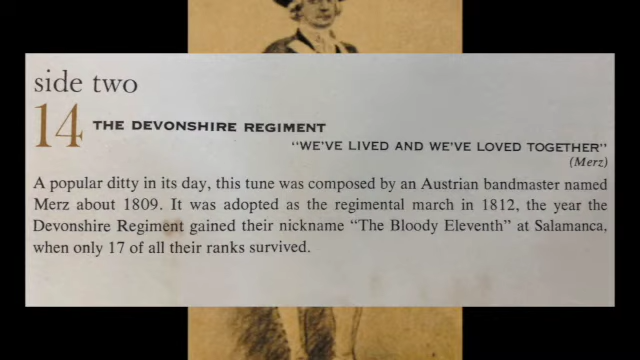 side two
14 THE DEVONSHIRE REGIMENT
"WE'VE LIVED AND WE'VE LOVED TOGETHER"
(Merz)
A popular ditty in its day, this tune was composed by an Austrian bandmaster named
Merz about 1809. It was adopted as the regimental march in 1812, the year the
Devonshire Regiment gained their nickname “The Bloody Eleventh” at Salamanca,
when only 17 of all their ranks survived.